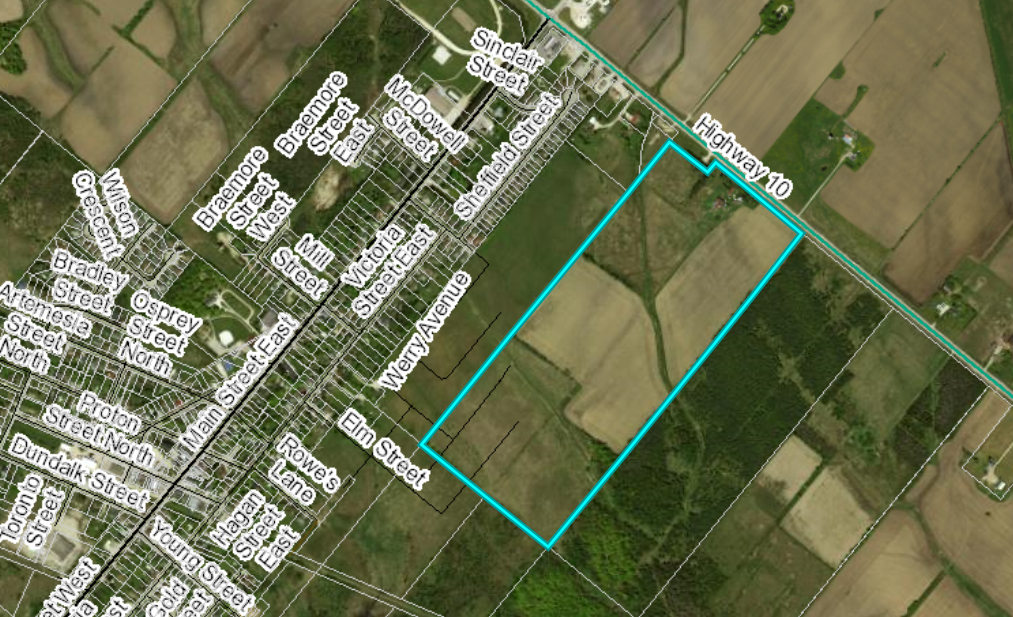 Sinclair
Street
Braemore
Street
East
McDowell
Street
Sheffield Street
Highway 10
Braemore
Street
West
Wilson
Crescent
Mill
Street
Victoria
street East
Bradley
Street
Osprey
Street
North
Artemesia
Street
North
Werry Avenue
Main Street East
Proton
Street North
Elm Street
Dundalk Street
Rowe's
Lane
Toronto
Street
Hagan
Street
East
Young Street
Gold